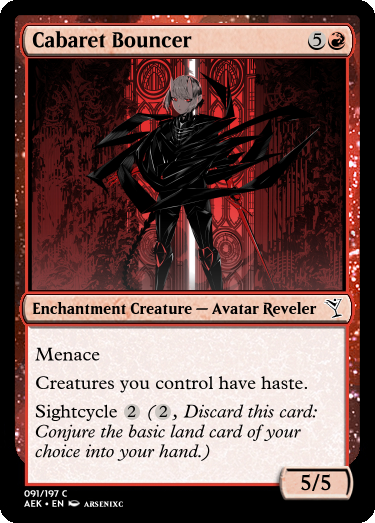 Cabaret Bouncer 5
Enchantment Creature — Avatar Reveler
Menace
Creatures you control have haste.
Sightcycle 2 (2, Discard this card:
Conjure the basic land card of your
choice into your hand.)
5/5
091/197 C
AEK • EN ARSENIXC